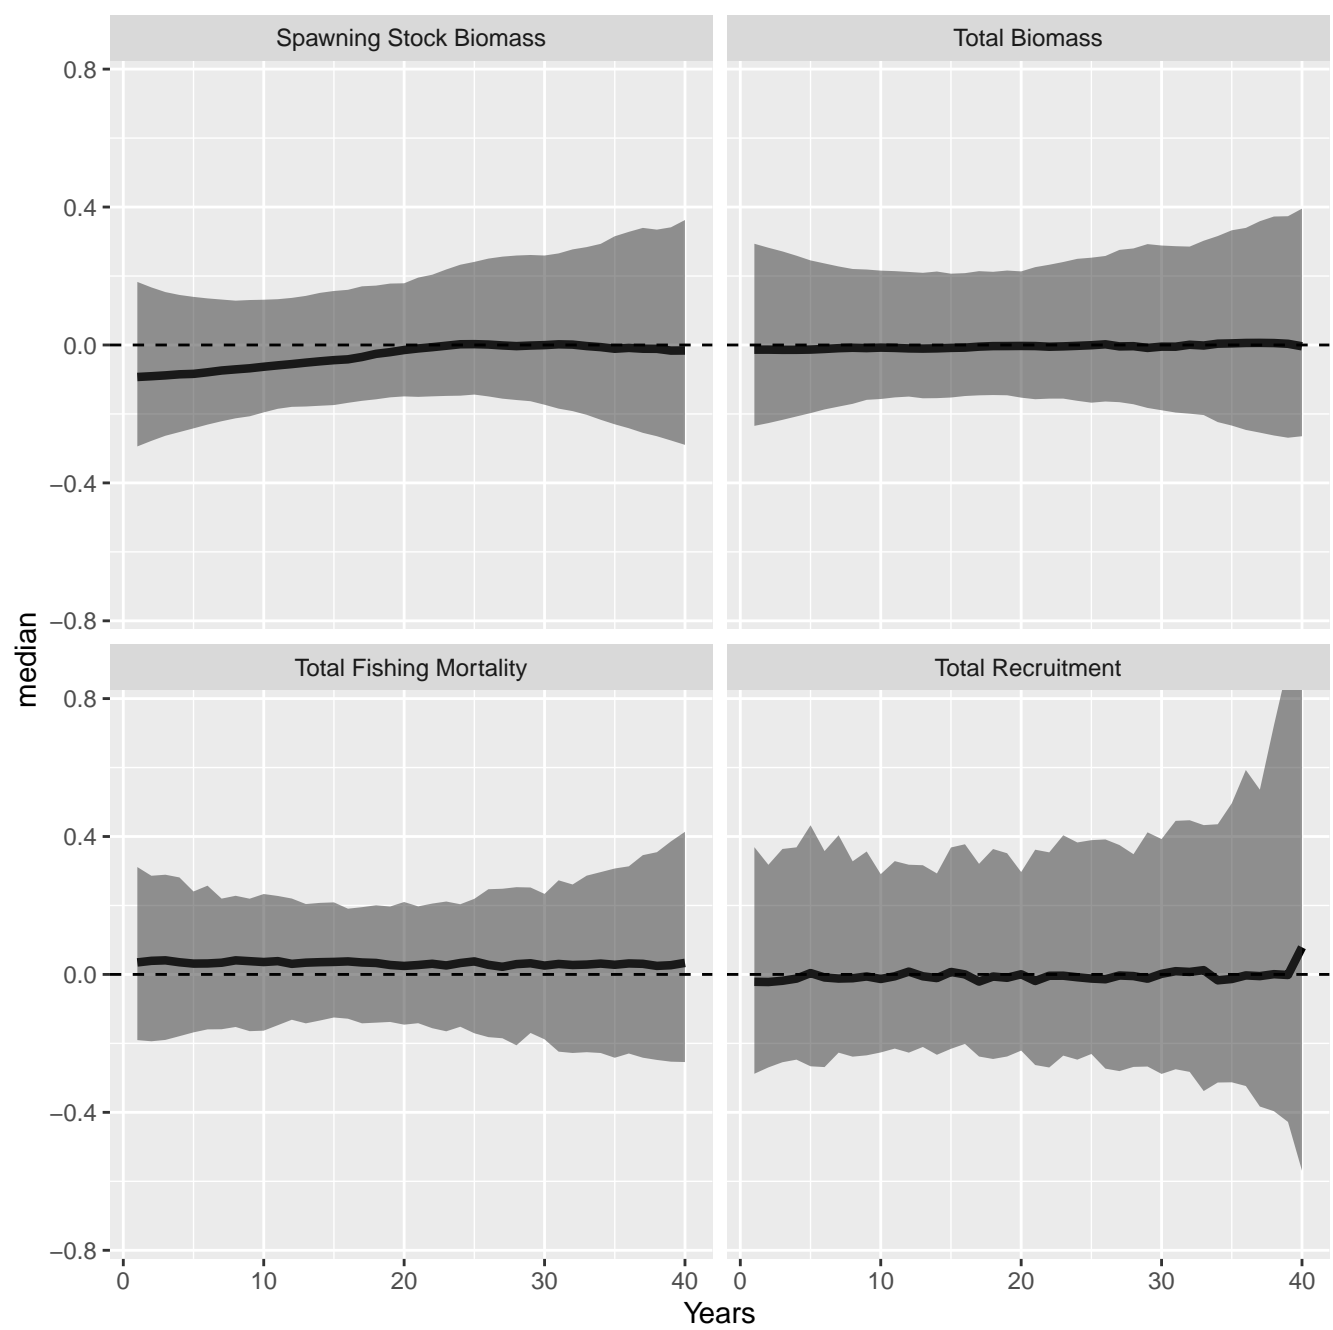 Spawning Stock Biomass
Total Biomass
0.8
0.4
0.0
−0.4
−0.8
median
Total Fishing Mortality
Total Recruitment
0.8
0.4
0.0
−0.4
−0.8
0 10 20 30 40
0 10 20 30 40
Years